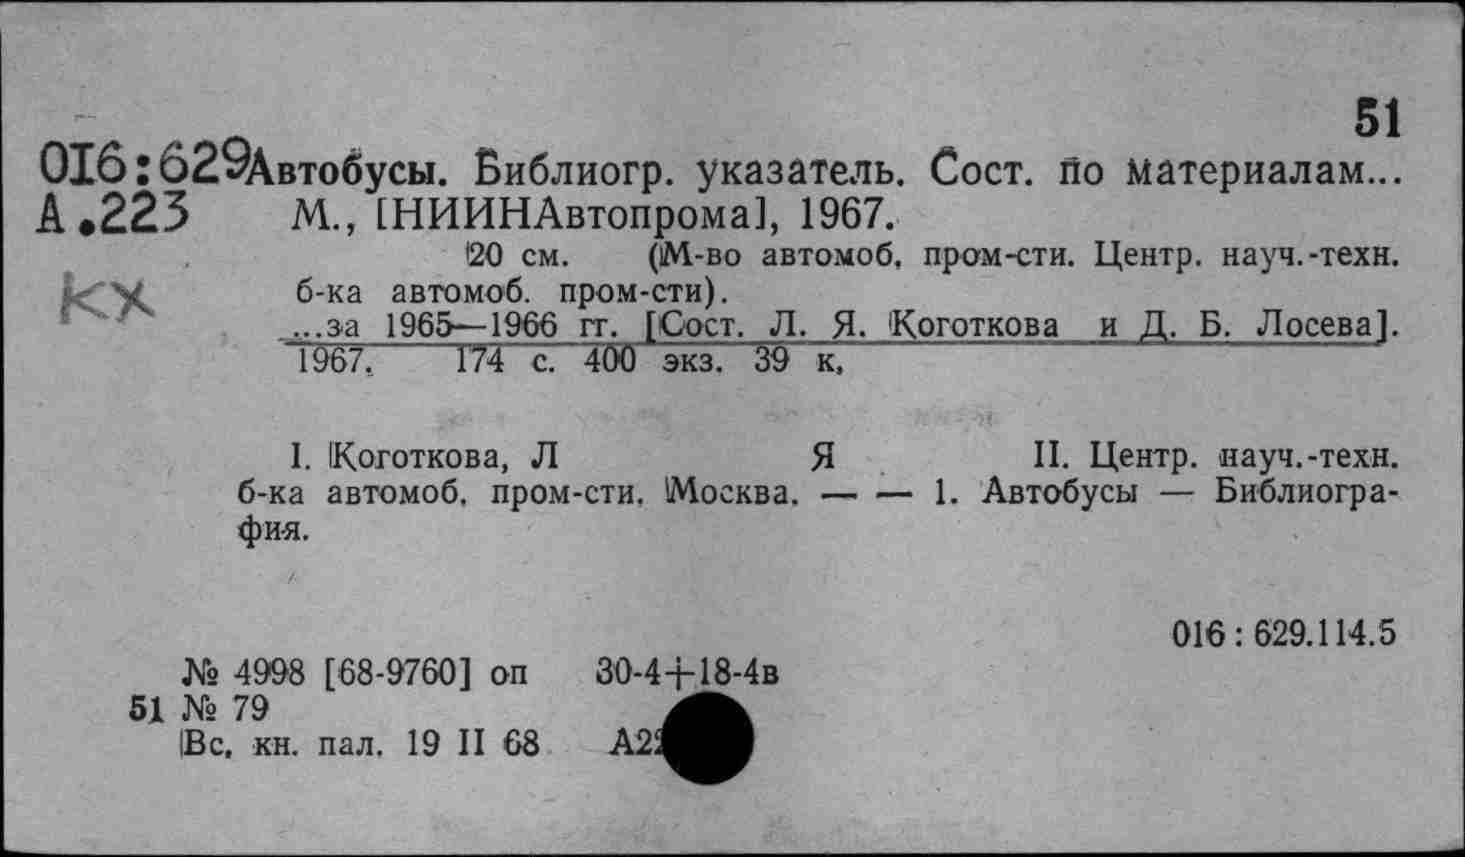 51
016:629 Автобусы. Библиогр. указатель. Сост. по материалам...
А.223 М., [НИИНАвтопрома], 1967.
20 см. (М-во автомоб. пром-сти. Центр. науч.-техн.
кх б-ка автомоб. пром-сти).
...за 1965—1966 гг. [Сост. Л. Я. Коготкова и Д. Б. Лосева].
1967. 174 с. 400 экз. 39 к.
I. Коготкова, Л Я II. Центр. науч.-техн.
б-ка автомоб. пром-сти. Москва. — — 1. Автобусы — Библиогра-
фия.
016 : 629.114.5
№ 4998 [68-9760] оп 30-4+18-4в
51 № 79
Вс. кн. пал. 19 II 68